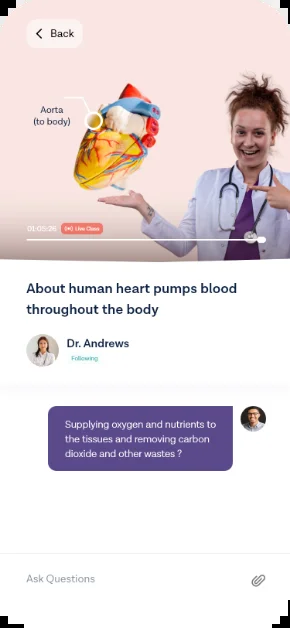 Back
Aorta
(to body)
01:05:26 Live Class
About human heart pumps blood
throughout the body
Dr. Andrews
Following
Supplying oxygen and nutrients to
the tissues and removing carbon
dioxide and other wastes ?
Ask Questions